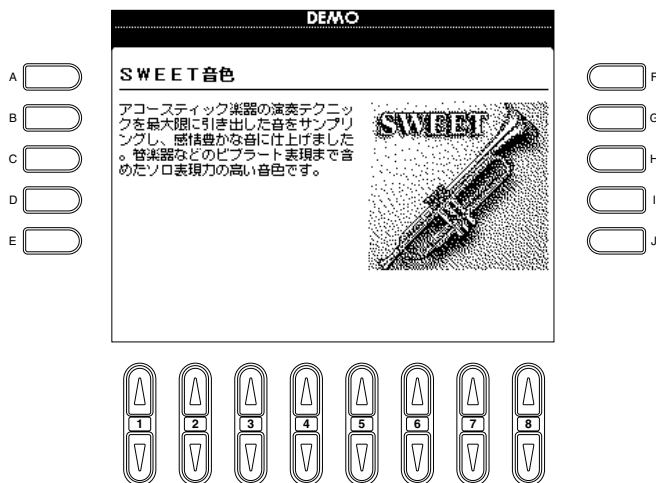 DEMO
SWEET音色
アコースティック楽器の演奏テクニッ
クを最大限に引き出した音をサンプリ
ングし、感情豊かな音に仕上げました
。管楽器などのビブラート表現まで含
めたソロ表現力の高い音色です。
SWEET
A
B
C
D
E
F
G
H
I
J
1 2 3 4 5 6 7 8